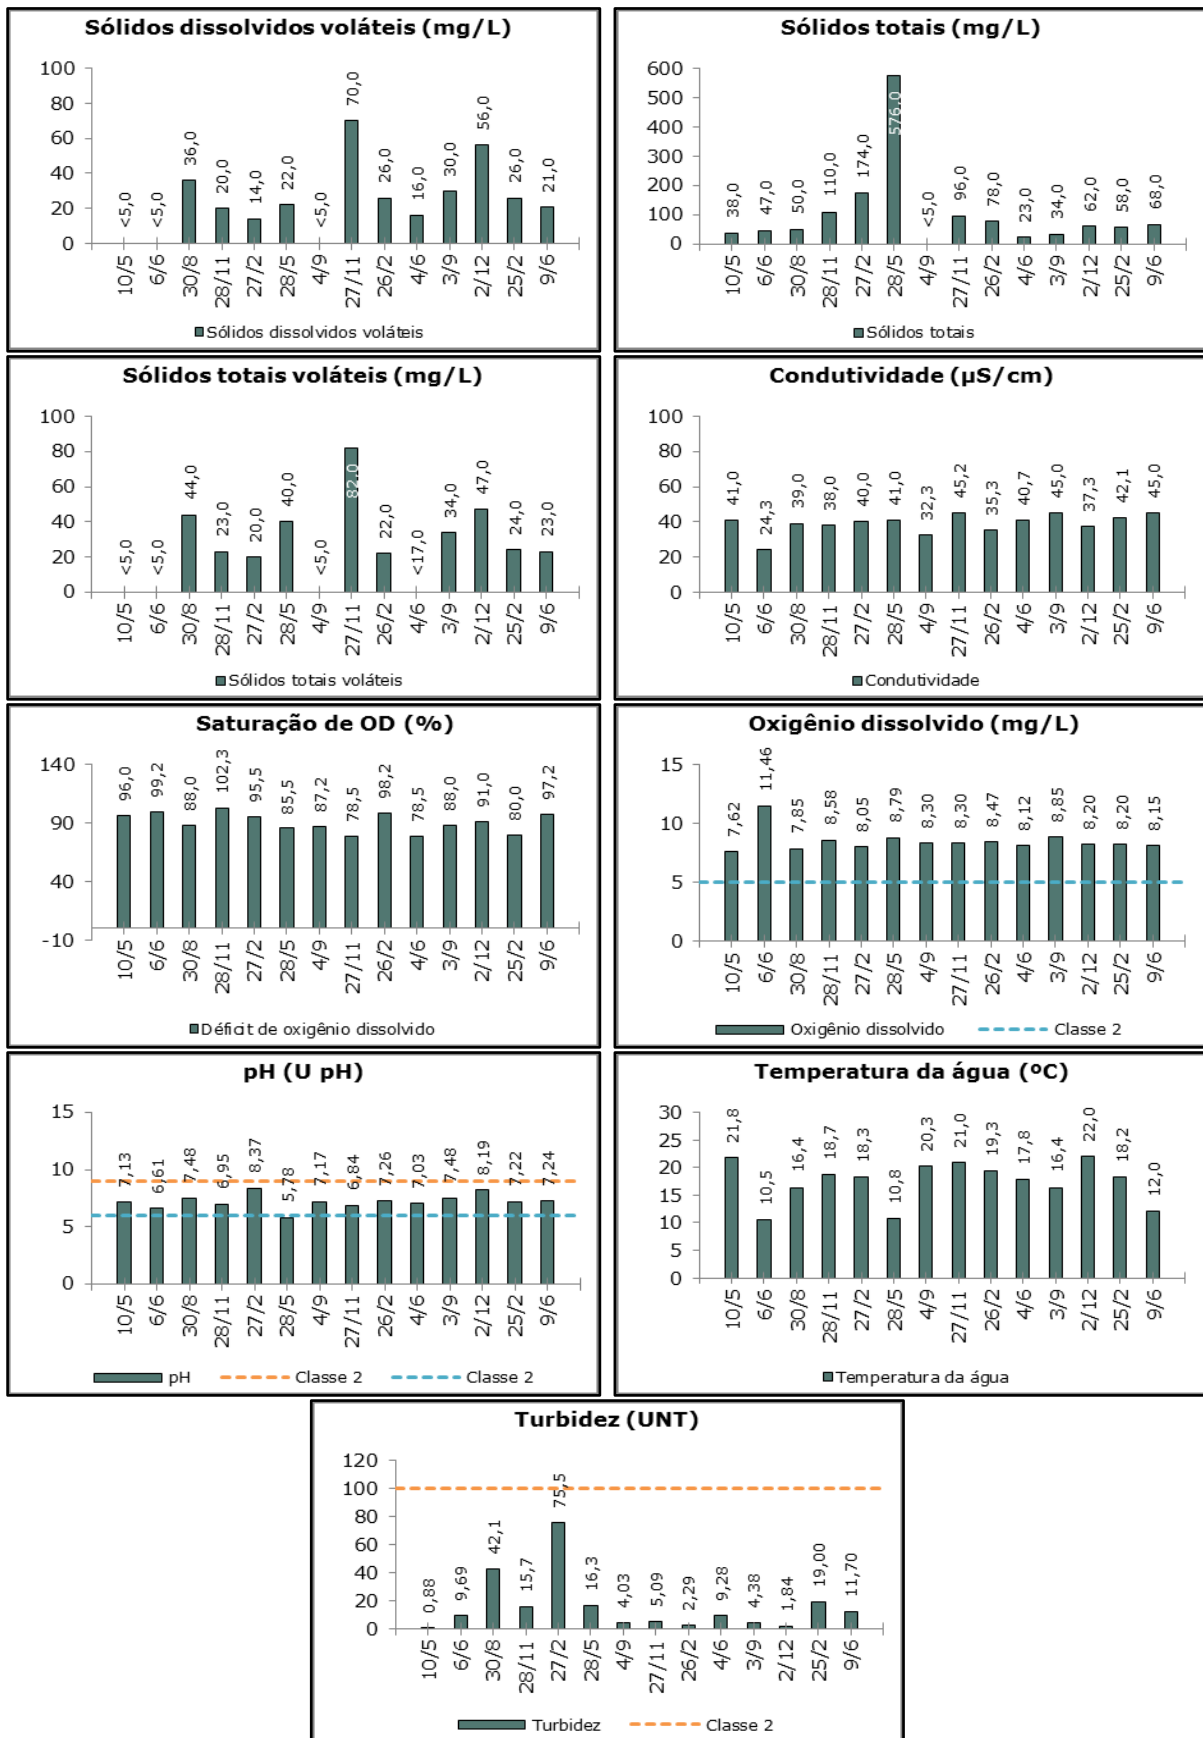 Sólidos dissolvidos voláteis (mg/L)
100
80
60
40
20
0
<5,0 <5,0 36,0 20,0 14,0 22,0 <5,0 70,0 26,0 16,0 30,0 56,0 26,0 21,0
10/5 6/6 30/8 28/11 27/2 28/5 4/9 27/11 26/2 4/6 3/9 2/12 25/2 9/6
Sólidos dissolvidos voláteis
Sólidos totais (mg/L)
600
500
400
300
200
100
0
38,0 47,0 50,0 110,0 174,0 576,0 <5,0 96,0 78,0 23,0 34,0 62,0 58,0 68,0
10/5 6/6 30/8 28/11 27/2 28/5 4/9 27/11 26/2 4/6 3/9 2/12 25/2 9/6
Sólidos totais
Sólidos totais voláteis (mg/L)
100
80
60
40
20
0
<5,0 <5,0 44,0 23,0 20,0 40,0 <5,0 82,0 22,0 <17,0 34,0 47,0 24,0 23,0
10/5 6/6 30/8 28/11 27/2 28/5 4/9 27/11 26/2 4/6 3/9 2/12 25/2 9/6
Sólidos totais voláteis
Condutividade (µS/cm)
100
80
60
40
20
0
41,0 24,3 39,0 38,0 40,0 41,0 32,3 45,2 35,3 40,7 45,0 37,3 42,1 45,0
10/5 6/6 30/8 28/11 27/2 28/5 4/9 27/11 26/2 4/6 3/9 2/12 25/2 9/6
Condutividade
Saturação de OD (%)
140
90
40
-10
96,0 99,2 88,0 102,3 95,5 85,5 87,2 78,5 98,2 78,5 88,0 91,0 80,0 97,2
10/5 6/6 30/8 28/11 27/2 28/5 4/9 27/11 26/2 4/6 3/9 2/12 25/2 9/6
Déficit de oxigênio dissolvido
Oxigênio dissolvido (mg/L)
15
10
5
0
7,62 11,46 7,85 8,58 8,05 8,79 8,30 8,30 8,47 8,12 8,85 8,20 8,20 8,15
10/5 6/6 30/8 28/11 27/2 28/5 4/9 27/11 26/2 4/6 3/9 2/12 25/2 9/6
Oxigênio dissolvido Classe 2
pH (U pH)
15
10
5
0
7,13 6,61 7,48 6,95 8,37 5,78 7,17 6,84 7,26 7,03 7,48 8,19 7,22 7,24
10/5 6/6 30/8 28/11 27/2 28/5 4/9 27/11 26/2 4/6 3/9 2/12 25/2 9/6
pH Classe 2 Classe 2
Temperatura da água (ºC)
30
25
20
15
10
5
0
21,8 10,5 16,4 18,7 18,3 10,8 20,3 21,0 19,3 17,8 16,4 22,0 18,2 12,0
10/5 6/6 30/8 28/11 27/2 28/5 4/9 27/11 26/2 4/6 3/9 2/12 25/2 9/6
Temperatura da água
Turbidez (UNT)
120
100
80
60
40
20
0
0,88 9,69 42,1 15,7 75,5 16,3 4,03 5,09 2,29 9,28 4,38 1,84 19,00 11,70
10/5 6/6 30/8 28/11 27/2 28/5 4/9 27/11 26/2 4/6 3/9 2/12 25/2 9/6
Turbidez Classe 2